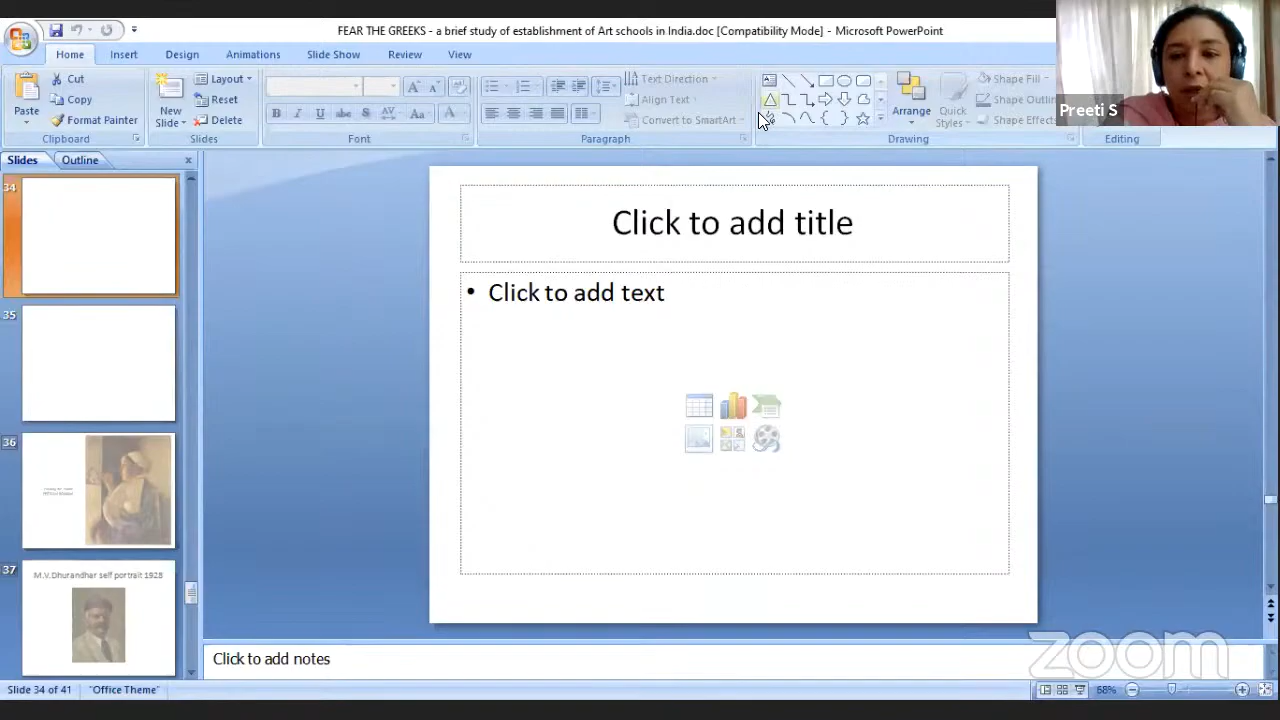 FEAR THE GREEKS - a brief study of establishment of Art schools in India.doc [Compatibility Mode] - Microsoft PowerPoint
Home Insert Design Animations Slide Show Review View
Paste
Cut
Copy
Format Painter
Clipboard
New Slide
Layout
Reset
Delete
Slides
B I U abc S AV Aa A
Font
Text Direction
Align Text
Convert to SmartArt
Paragraph
Arrange
Quick Styles
Shape Fill
Shape Outlin
Shape Effects
Drawing
Editing
Preeti S
Slides Outline
34
35
36
37
M.V.Dhurandhar self portrait 1928
Click to add title
• Click to add text
Click to add notes
zoom
Slide 34 of 41 "Office Theme" 68%